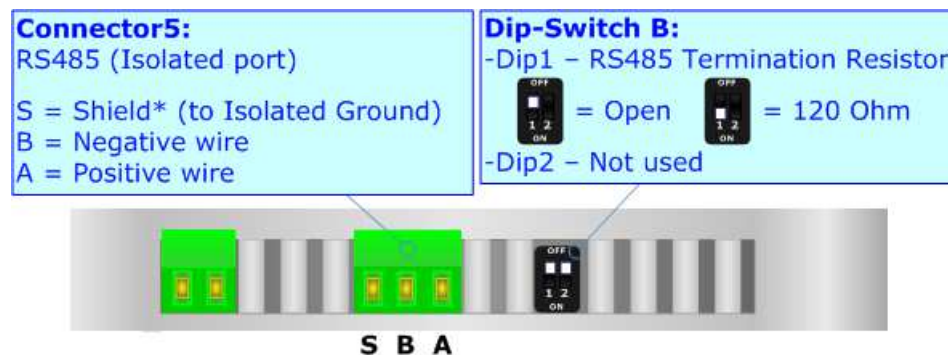 Connector5:
RS485 (Isolated port)
S = Shield* (to Isolated Ground)
B = Negative wire
A = Positive wire
Dip-Switch B:
-Dip1 – RS485 Termination Resistor
OFF
1 2
ON
= Open
OFF
1 2
ON
= 120 Ohm
-Dip2 – Not used
OFF
1 2
ON
S B A